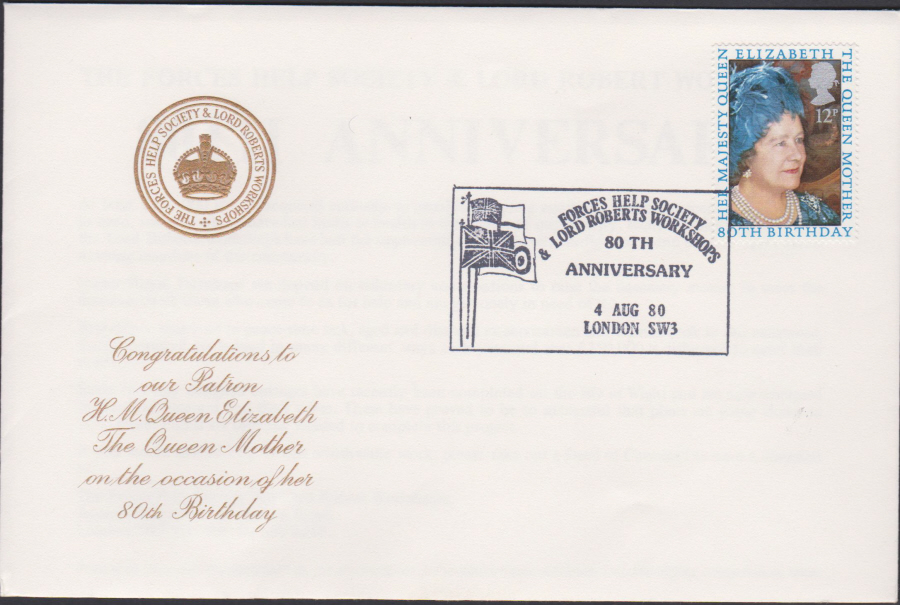 THE FORCES HELP SOCIETY & LORD ROBERTS WORKSHOPS
HER MAJESTY QUEEN
ELIZABETH
THE QUEEN MOTHER
12P
80TH BIRTHDAY
FORCES HELP SOCIETY
& LORD ROBERTS WORKSHOPS
80 TH
ANNIVERSARY
4 AUG 80
LONDON SW3
Congratulations to
our Patron
H.M. Queen Elizabeth
The Queen Mother
on the occasion of her
80th Birthday